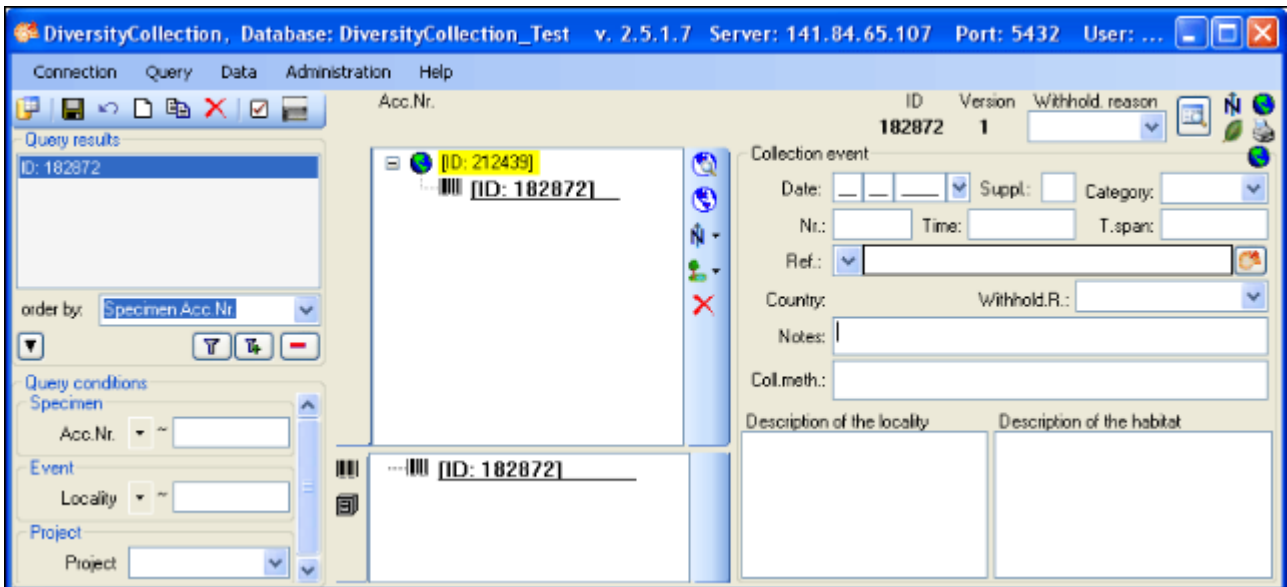 DiversityCollection, Database: DiversityCollection_Test v. 2.5.1.7 Server: 141.84.65.107 Port: 5432 User: ...
Connection Query Data Administration Help
Query results
ID: 182872
order by: Specimen Acc.Nr.
Query conditions
Specimen
Acc.Nr. ~
Event
Locality ~
Project
Project
Acc.Nr.
ID Version Withhold. reason
182872 1
[ID: 212439]
[ID: 182872]
[ID: 182872]
Collection event
Date: __ __ ____ Suppl.: Category:
Nr.: Time: T.span:
Ref.:
Country: Withhold.R.:
Notes:
Coll.meth.:
Description of the locality Description of the habitat